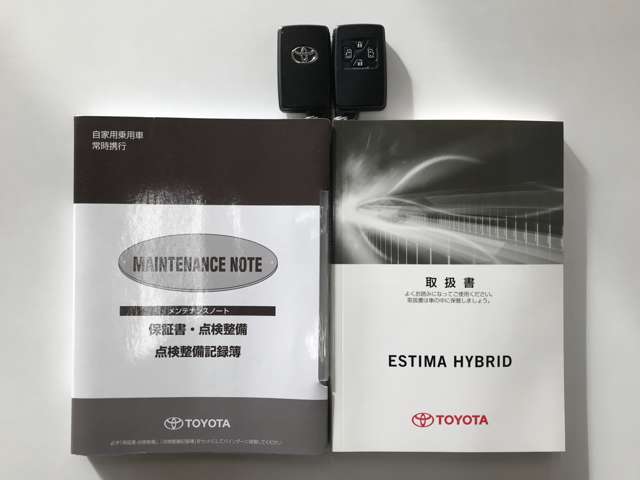 自家用乗用車
常時携行
MAINTENANCE NOTE
メンテナンスノート
保証書・点検整備
点検整備記録簿
TOYOTA
取扱書
よくお読みになってご使用ください。
取扱書は車の中に保管しましょう。
ESTIMA HYBRID
TOYOTA